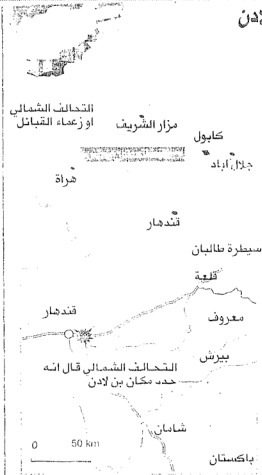 لادن
التحالف الشمالي
او زعماء القبائل
مزار الشريف
كابول
جلال اباد
هراة
قندهار
سيطرة طالبان
قلعة
معروف
قندهار
بيرش
التحالف الشمالي قال انه
حدد مكان بن لادن
شامان
0 50 km
باكستان